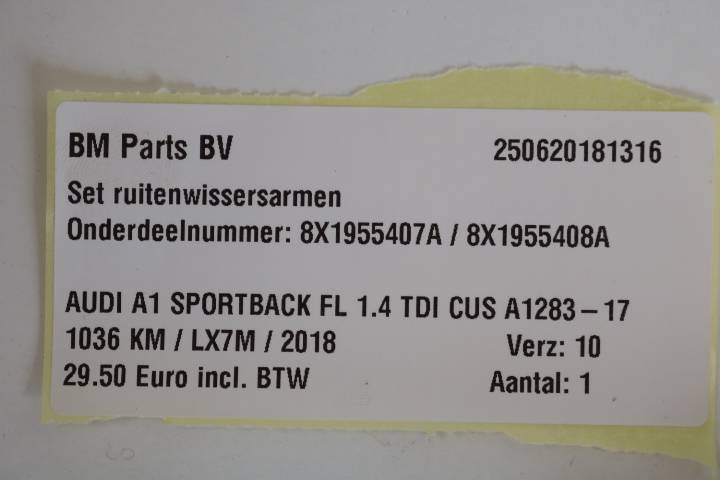 BM Parts BV 250620181316
Set ruitenwissersarmen
Onderdeelnummer: 8X1955407A / 8X1955408A
AUDI A1 SPORTBACK FL 1.4 TDI CUS A1283-17
1036 KM / LX7M / 2018 Verz: 10
29.50 Euro incl. BTW Aantal: 1